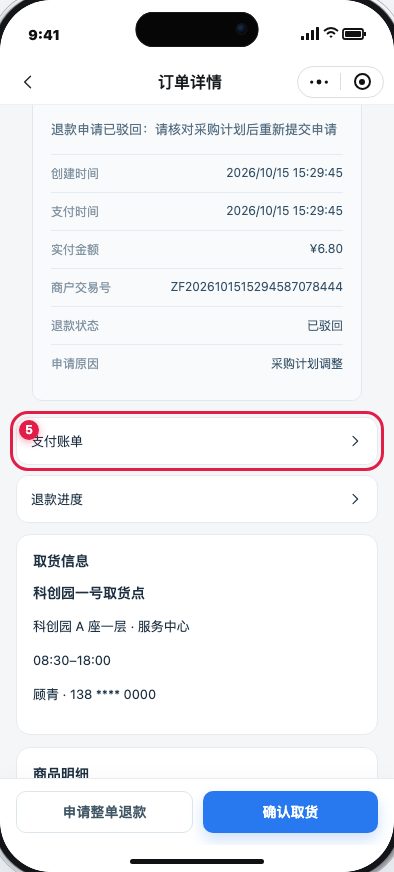 9:41
订单详情
退款申请已驳回：请核对采购计划后重新提交申请
创建时间 2026/10/15 15:29:45
支付时间 2026/10/15 15:29:45
实付金额 ¥6.80
商户交易号 ZF2026101515294587078444
退款状态 已驳回
申请原因 采购计划调整
5
支付账单
退款进度
取货信息
科创园一号取货点
科创园 A 座一层 · 服务中心
08:30–18:00
顾青 · 138 **** 0000
商品明细
申请整单退款 确认取货